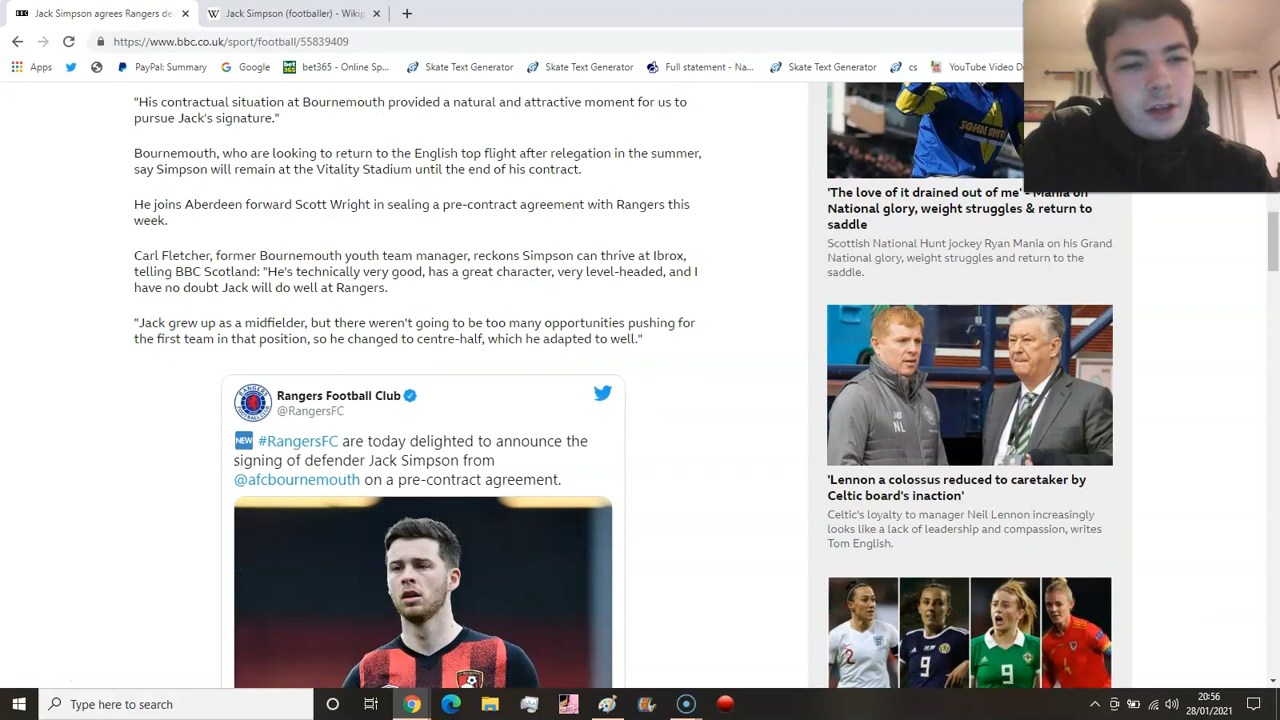 Jack Simpson agrees Rangers de
Jack Simpson (footballer) - Wikip
https://www.bbc.co.uk/sport/football/55839409
Apps
PayPal: Summary
Google
bet365 - Online Sp...
Skate Text Generator
Skate Text Generator
Full statement - Na...
Skate Text Generator
cs
YouTube Video D
"His contractual situation at Bournemouth provided a natural and attractive moment for us to
pursue Jack's signature."
Bournemouth, who are looking to return to the English top flight after relegation in the summer,
say Simpson will remain at the Vitality Stadium until the end of his contract.
He joins Aberdeen forward Scott Wright in sealing a pre-contract agreement with Rangers this
week.
Carl Fletcher, former Bournemouth youth team manager, reckons Simpson can thrive at Ibrox,
telling BBC Scotland: "He's technically very good, has a great character, very level-headed, and I
have no doubt Jack will do well at Rangers.
"Jack grew up as a midfielder, but there weren't going to be too many opportunities pushing for
the first team in that position, so he changed to centre-half, which he adapted to well."
Rangers Football Club
@RangersFC
NEW #RangersFC are today delighted to announce the
signing of defender Jack Simpson from
@afcbournemouth on a pre-contract agreement.
JOHN SMITH
'The love of it drained out of me' - Mania on
National glory, weight struggles & return to
saddle
Scottish National Hunt jockey Ryan Mania on his Grand
National glory, weight struggles and return to the
saddle.
NL
'Lennon a colossus reduced to caretaker by
Celtic board's inaction'
Celtic's loyalty to manager Neil Lennon increasingly
looks like a lack of leadership and compassion, writes
Tom English.
2
9
9
Type here to search
20:56
28/01/2021